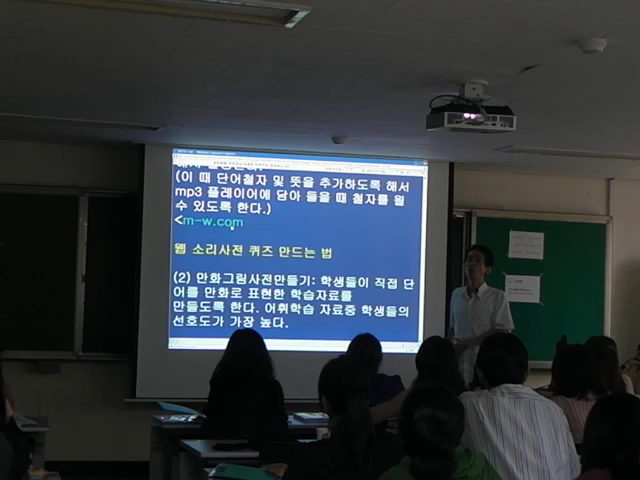 (이 때 단어철자 및 뜻을 추가하도록 해서
mp3 플레이어에 담아 들을 때 철자를 욀
수 있도록 한다.)
<m-w.com
웹 소리사전 퀴즈 만드는 법
(2) 만화그림사전만들기: 학생들이 직접 단
어를 만화로 표현한 학습자료를
만들도록 한다. 어휘학습 자료중 학생들의
선호도가 가장 높다.